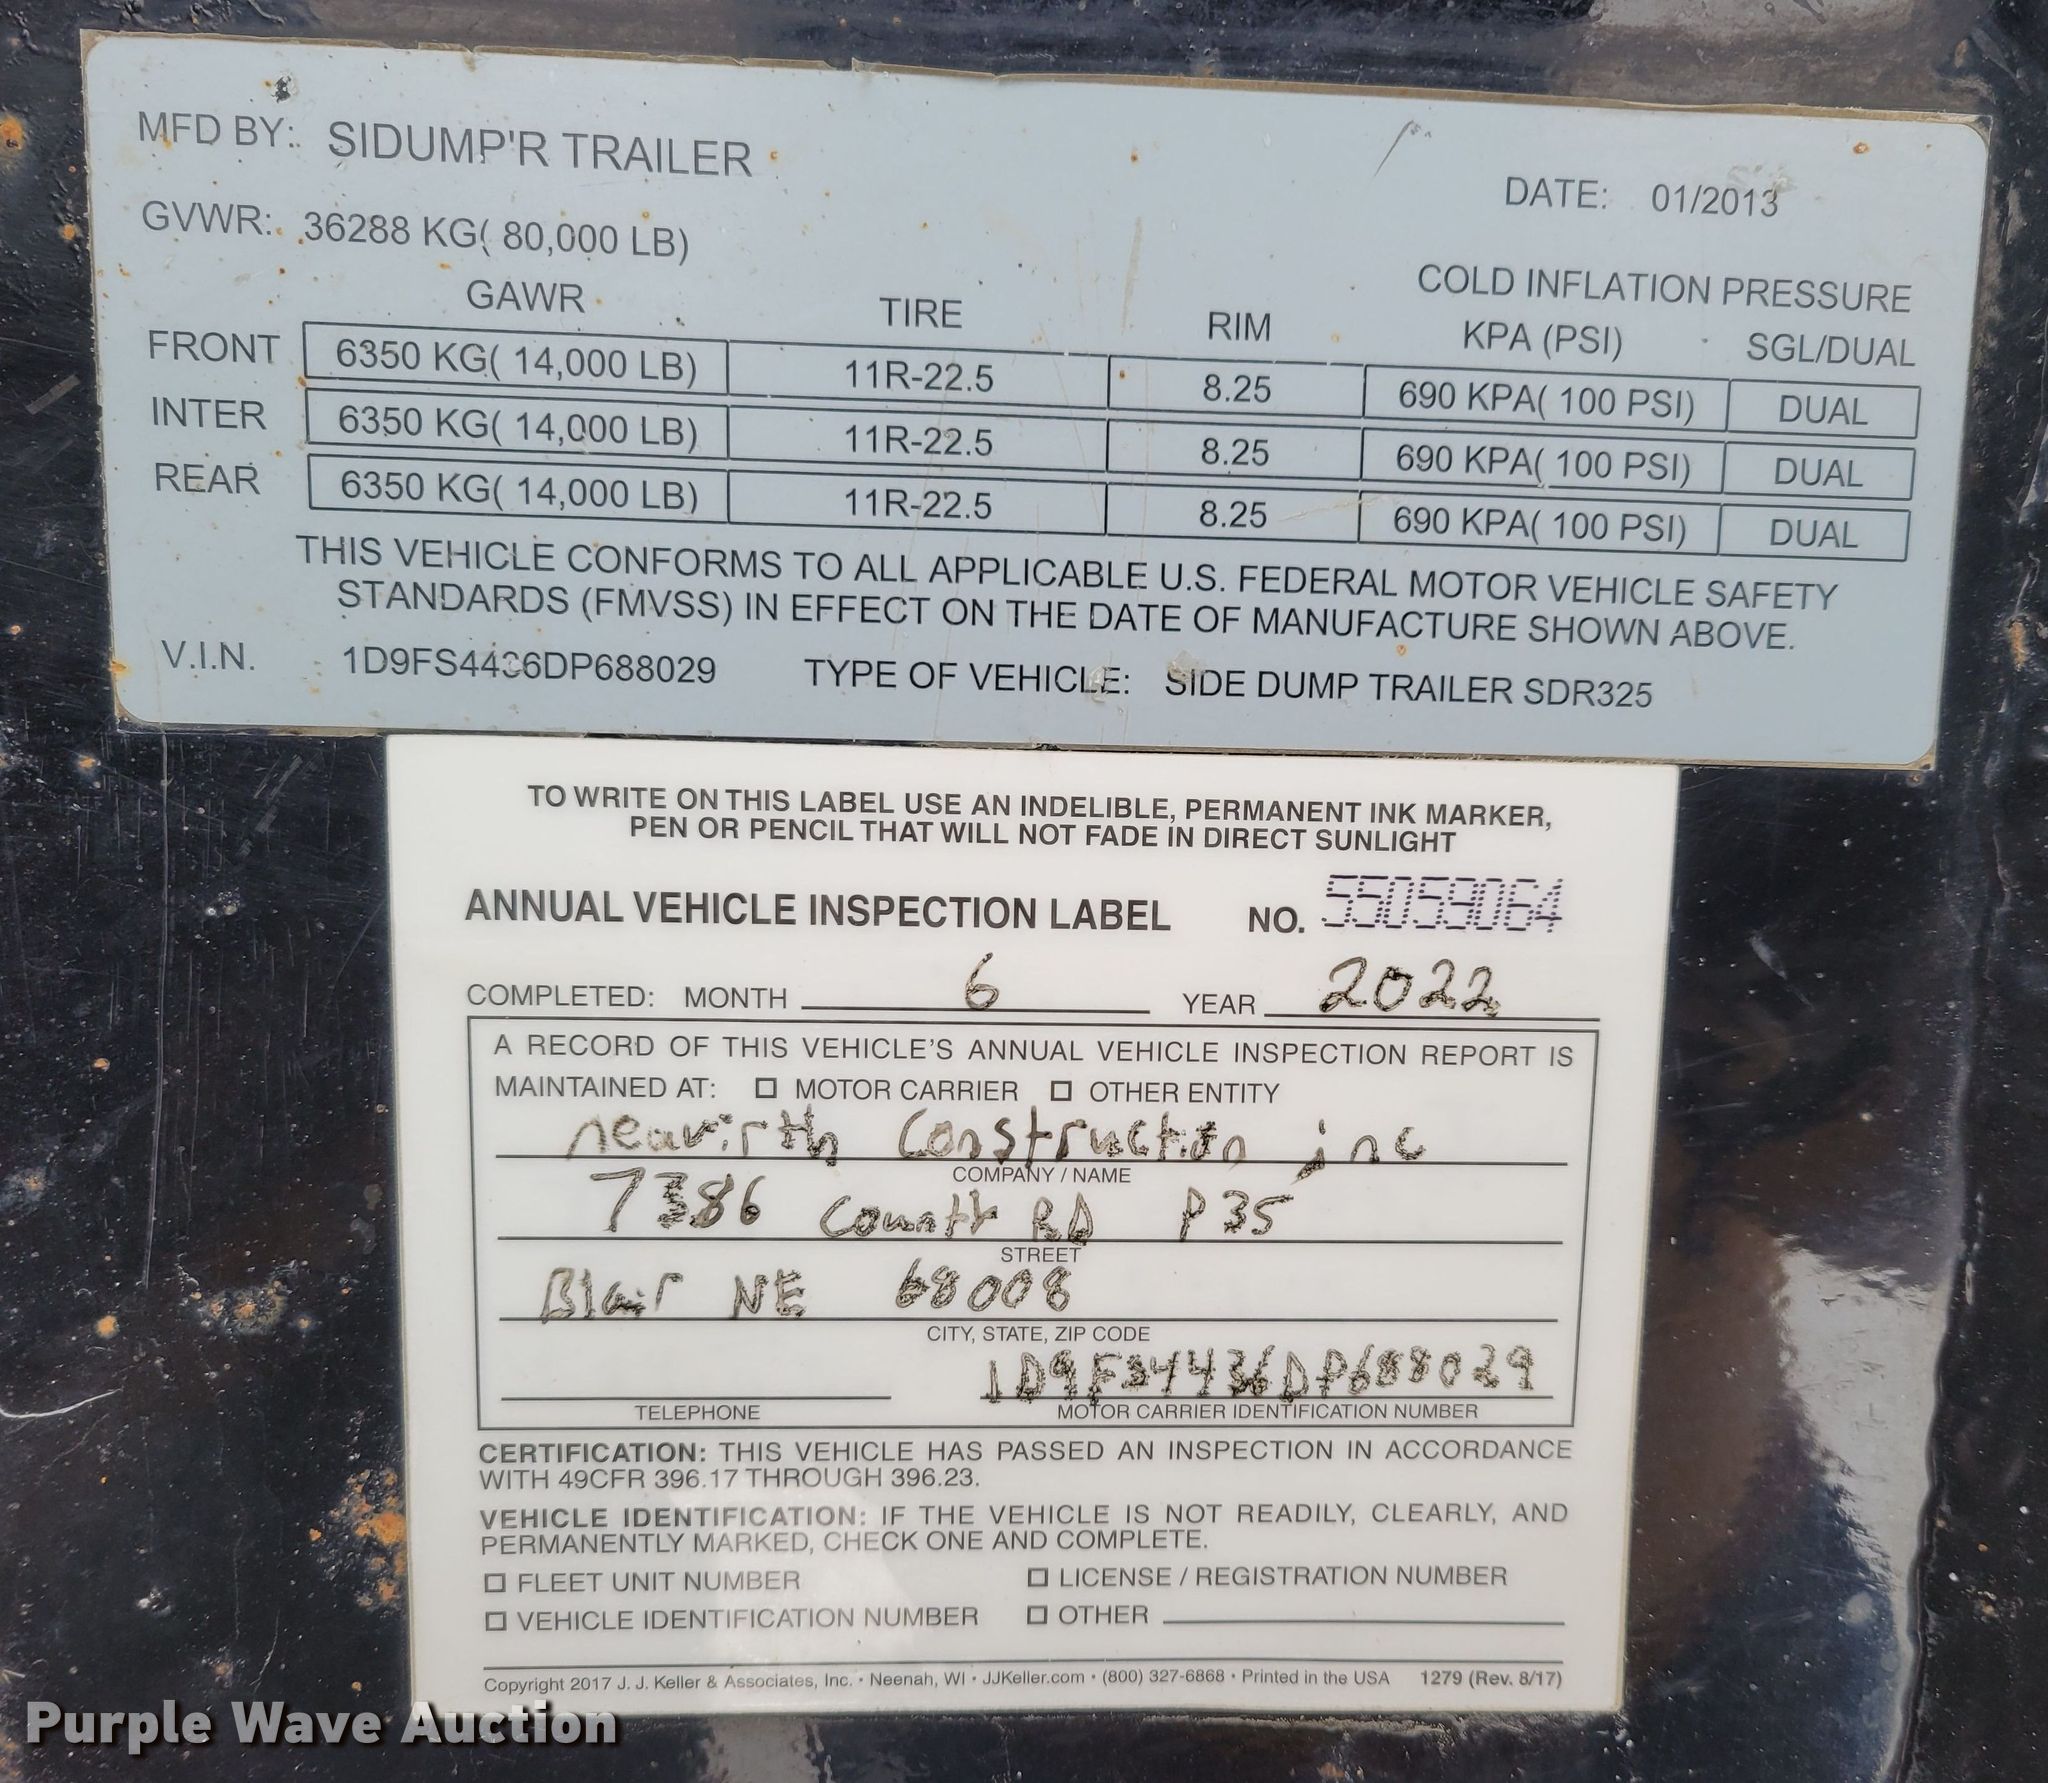 MFD BY: SIDUMP'R TRAILER
DATE: 01/2013
GVWR: 36288 KG( 80,000 LB)
COLD INFLATION PRESSURE
GAWR TIRE RIM KPA (PSI) SGL/DUAL
FRONT 6350 KG( 14,000 LB) 11R-22.5 8.25 690 KPA( 100 PSI) DUAL
INTER 6350 KG( 14,000 LB) 11R-22.5 8.25 690 KPA( 100 PSI) DUAL
REAR 6350 KG( 14,000 LB) 11R-22.5 8.25 690 KPA( 100 PSI) DUAL
THIS VEHICLE CONFORMS TO ALL APPLICABLE U.S. FEDERAL MOTOR VEHICLE SAFETY
STANDARDS (FMVSS) IN EFFECT ON THE DATE OF MANUFACTURE SHOWN ABOVE.
V.I.N. 1D9FS4436DP688029 TYPE OF VEHICLE: SIDE DUMP TRAILER SDR325
TO WRITE ON THIS LABEL USE AN INDELIBLE, PERMANENT INK MARKER,
PEN OR PENCIL THAT WILL NOT FADE IN DIRECT SUNLIGHT
ANNUAL VEHICLE INSPECTION LABEL NO. 55059064
COMPLETED: MONTH 6 YEAR 2022
A RECORD OF THIS VEHICLE'S ANNUAL VEHICLE INSPECTION REPORT IS
MAINTAINED AT: ☐ MOTOR CARRIER ☐ OTHER ENTITY
Construction inc
COMPANY / NAME
7386 County RD P35
STREET
Blair NE 68008
CITY, STATE, ZIP CODE
1D9F34436DP688029
TELEPHONE MOTOR CARRIER IDENTIFICATION NUMBER
CERTIFICATION: THIS VEHICLE HAS PASSED AN INSPECTION IN ACCORDANCE
WITH 49CFR 396.17 THROUGH 396.23.
VEHICLE IDENTIFICATION: IF THE VEHICLE IS NOT READILY, CLEARLY, AND
PERMANENTLY MARKED, CHECK ONE AND COMPLETE.
☐ FLEET UNIT NUMBER ☐ LICENSE / REGISTRATION NUMBER
☐ VEHICLE IDENTIFICATION NUMBER ☐ OTHER
Copyright 2017 J. J. Keller & Associates, Inc. • Neenah, WI • JJKeller.com • (800) 327-6868 • Printed in the USA 1279 (Rev. 8/17)
Purple Wave Auction